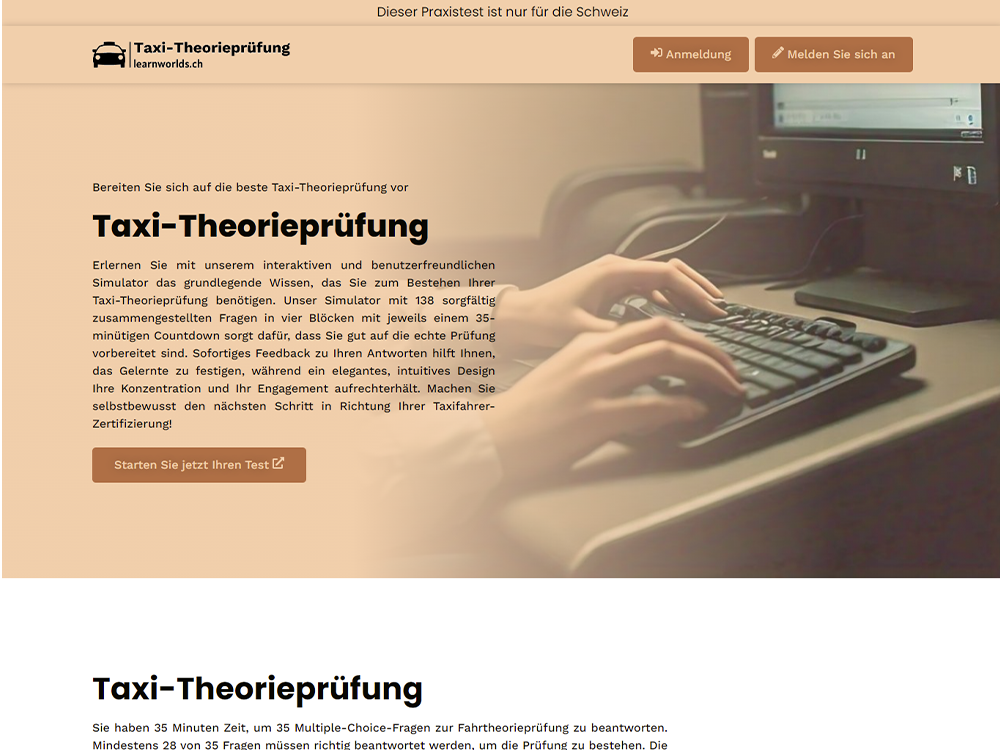 Dieser Praxistest ist nur für die Schweiz
Taxi-Theorieprüfung
learnworlds.ch
Anmeldung
Melden Sie sich an
Bereiten Sie sich auf die beste Taxi-Theorieprüfung vor
Taxi-Theorieprüfung
Erlernen Sie mit unserem interaktiven und benutzerfreundlichen
Simulator das grundlegende Wissen, das Sie zum Bestehen Ihrer
Taxi-Theorieprüfung benötigen. Unser Simulator mit 138 sorgfältig
zusammengestellten Fragen in vier Blöcken mit jeweils einem 35-
minütigen Countdown sorgt dafür, dass Sie gut auf die echte Prüfung
vorbereitet sind. Sofortiges Feedback zu Ihren Antworten hilft Ihnen,
das Gelernte zu festigen, während ein elegantes, intuitives Design
Ihre Konzentration und Ihr Engagement aufrechterhält. Machen Sie
selbstbewusst den nächsten Schritt in Richtung Ihrer Taxifahrer-
Zertifizierung!
Starten Sie jetzt Ihren Test
Taxi-Theorieprüfung
Sie haben 35 Minuten Zeit, um 35 Multiple-Choice-Fragen zur Fahrtheorieprüfung zu beantworten.
Mindestens 28 von 35 Fragen müssen richtig beantwortet werden, um die Prüfung zu bestehen. Die